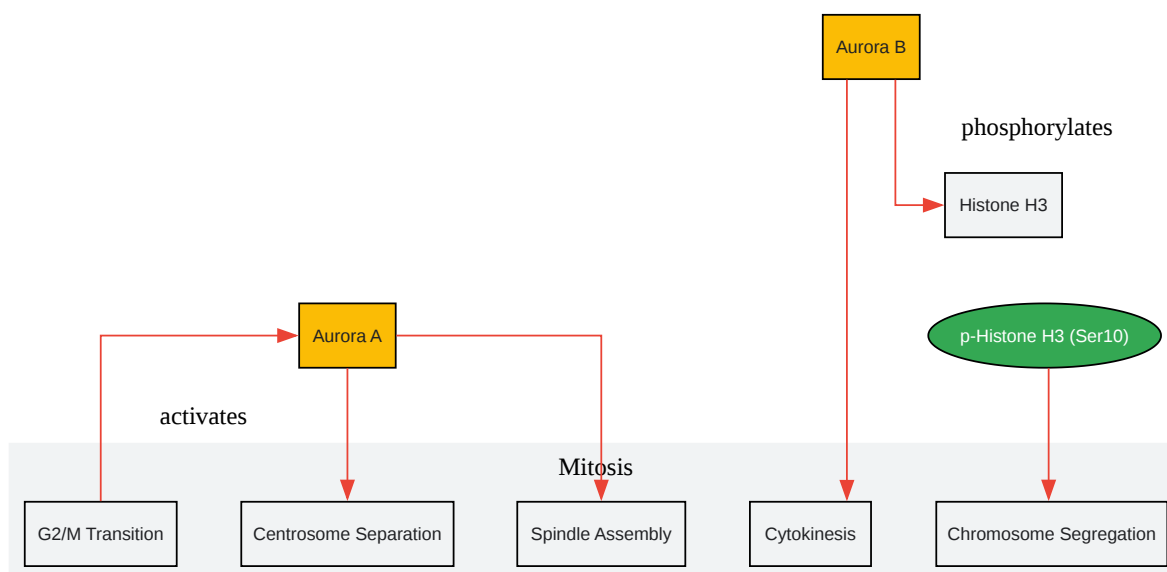 Aurora B
phosphorylates
Histone H3
Aurora A
p-Histone H3 (Ser10)
activates
Mitosis
G2/M Transition
Centrosome Separation
Spindle Assembly
Cytokinesis
Chromosome Segregation